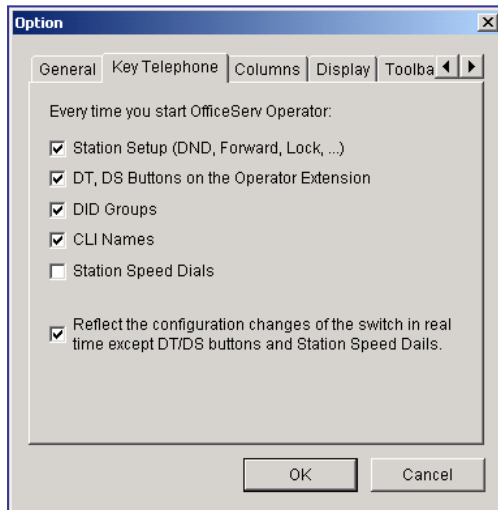 Option
General Key Telephone Columns Display Toolba
Every time you start OfficeServ Operator:
Station Setup (DND, Forward, Lock, ...)
DT, DS Buttons on the Operator Extension
DID Groups
CLI Names
Station Speed Dials
Reflect the configuration changes of the switch in real
time except DT/DS buttons and Station Speed Dails.
OK Cancel